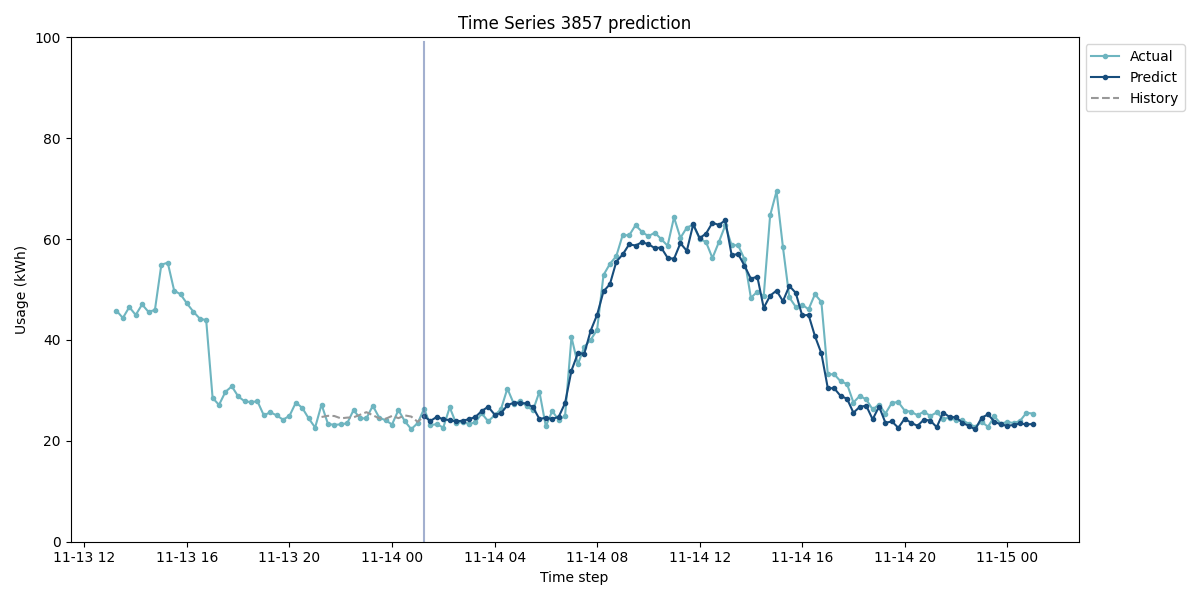 Time Series 3857 prediction
100
80
60
40
20
0
Usage (kWh)
11-13 12
11-13 16
11-13 20
11-14 00
11-14 04
11-14 08
11-14 12
11-14 16
11-14 20
11-15 00
Time step
Actual
Predict
History